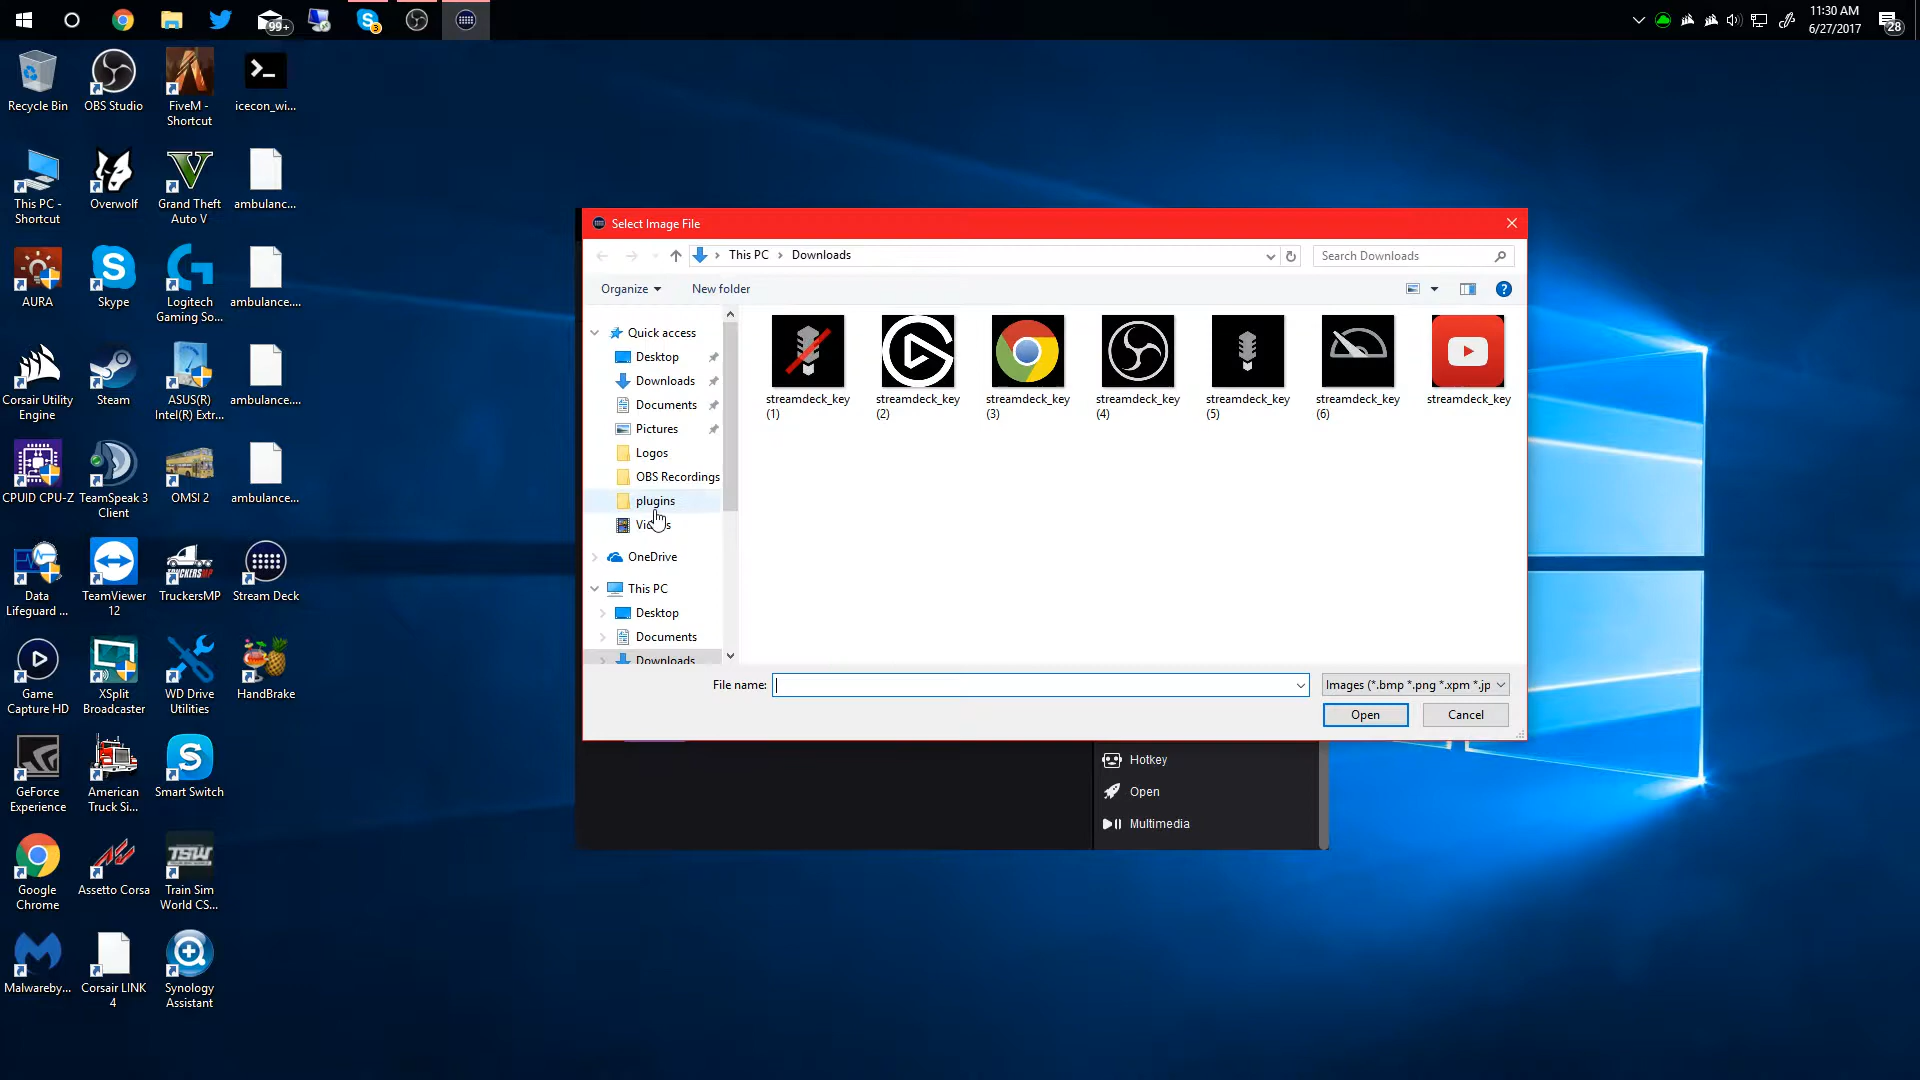 99+
3
11:30 AM
6/27/2017
28
Recycle Bin
OBS Studio
FiveM -
Shortcut
icecon_wi...
This PC -
Shortcut
Overwolf
Grand Theft
Auto V
ambulanc...
AURA
Skype
Logitech
Gaming So...
ambulance....
Corsair Utility
Engine
Steam
ASUS(R)
Intel(R) Extr...
ambulance....
CPUID CPU-Z
TeamSpeak 3
Client
OMSI 2
ambulance...
Data
Lifeguard ...
TeamViewer
12
TRUCKERSMP
TruckersMP
Stream Deck
Game
Capture HD
XSplit
Broadcaster
WD Drive
Utilities
HandBrake
GeForce
Experience
American
Truck Si...
Smart Switch
Google
Chrome
Assetto Corsa
TSW
Train Sim
World CS...
Malwareby...
Corsair LINK
4
Synology
Assistant
Select Image File
This PC
Downloads
Search Downloads
Organize
New folder
Quick access
Desktop
Downloads
Documents
Pictures
Logos
OBS Recordings
plugins
OneDrive
This PC
Desktop
Documents
Downloads
streamdeck_key
(1)
streamdeck_key
(2)
streamdeck_key
(3)
streamdeck_key
(4)
streamdeck_key
(5)
streamdeck_key
(6)
streamdeck_key
File name:
Images (*.bmp *.png *.xpm *.jp
Open
Cancel
Hotkey
Open
Multimedia